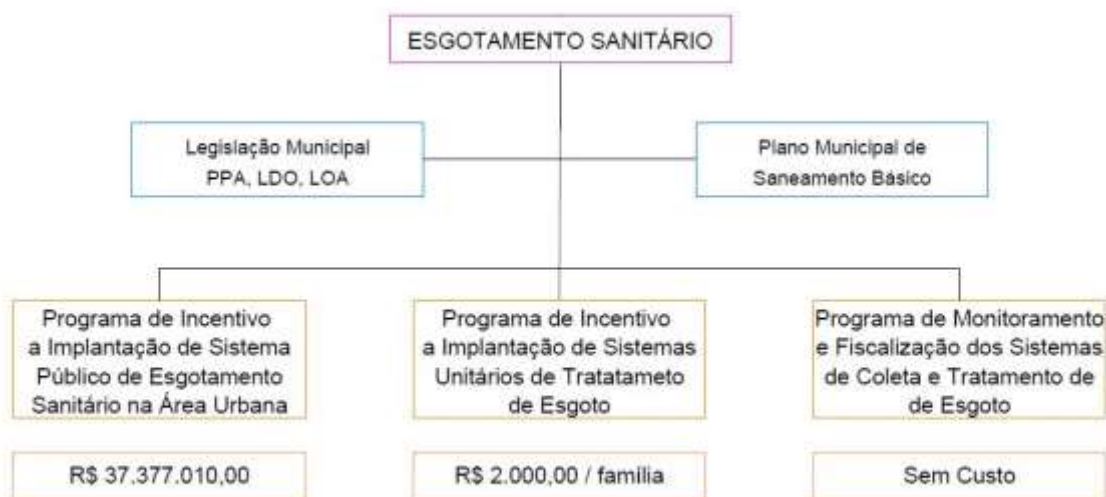 ESGOTAMENTO SANITÁRIO
Legislação Municipal
PPA, LDO, LOA
Plano Municipal de
Saneamento Básico
Programa de Incentivo
a Implantação de Sistema
Público de Esgotamento
Sanitário na Área Urbana
Programa de Incentivo
a Implantação de Sistemas
Unitários de Tratatameto
de Esgoto
Programa de Monitoramento
e Fiscalização dos Sistemas
de Coleta e Tratamento de
de Esgoto
R$ 37.377.010,00
R$ 2.000,00 / família
Sem Custo